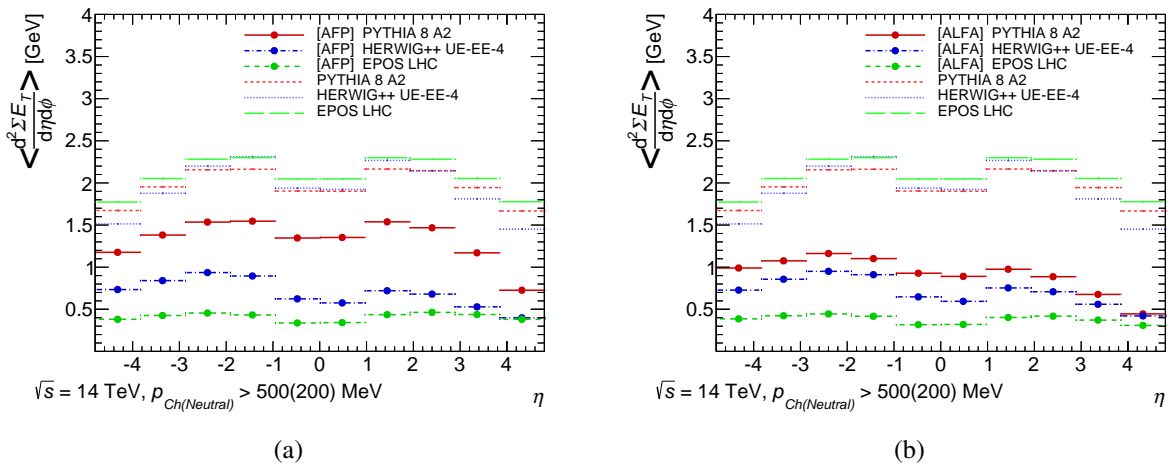 4
3.5
3
2.5
2
1.5
1
0.5
< d²ΣE_T / dηdϕ > [GeV]
[AFP] PYTHIA 8 A2
[AFP] HERWIG++ UE-EE-4
[AFP] EPOS LHC
PYTHIA 8 A2
HERWIG++ UE-EE-4
EPOS LHC
-4 -3 -2 -1 0 1 2 3 4
√s = 14 TeV, p_Ch(Neutral) > 500(200) MeV η
(a)
4
3.5
3
2.5
2
1.5
1
0.5
< d²ΣE_T / dηdϕ > [GeV]
[ALFA] PYTHIA 8 A2
[ALFA] HERWIG++ UE-EE-4
[ALFA] EPOS LHC
PYTHIA 8 A2
HERWIG++ UE-EE-4
EPOS LHC
-4 -3 -2 -1 0 1 2 3 4
√s = 14 TeV, p_Ch(Neutral) > 500(200) MeV η
(b)